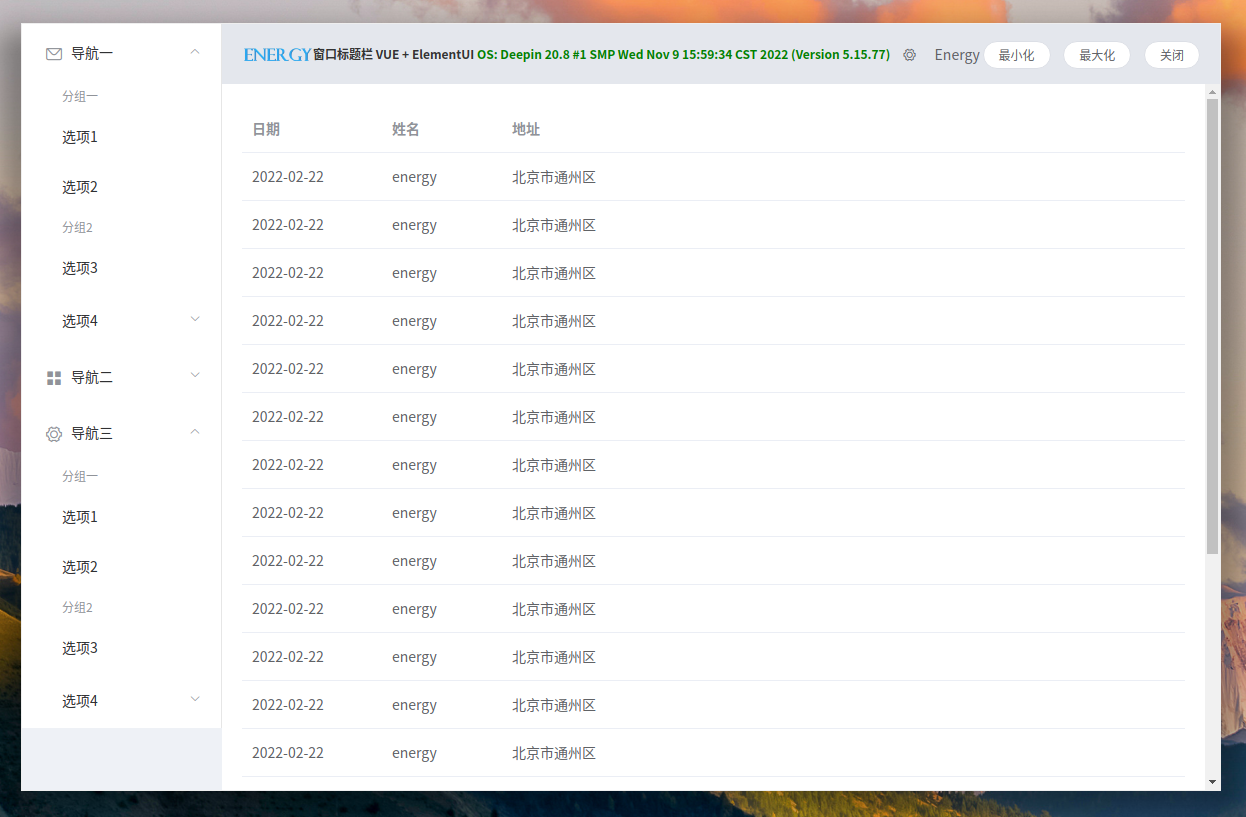 导航一
分组一
选项1
选项2
分组2
选项3
选项4
导航二
导航三
分组一
选项1
选项2
分组2
选项3
选项4
ENERGY 窗口标题栏 VUE + ElementUI OS: Deepin 20.8 #1 SMP Wed Nov 9 15:59:34 CST 2022 (Version 5.15.77) Energy 最小化 最大化 关闭
日期 姓名 地址
2022-02-22 energy 北京市通州区
2022-02-22 energy 北京市通州区
2022-02-22 energy 北京市通州区
2022-02-22 energy 北京市通州区
2022-02-22 energy 北京市通州区
2022-02-22 energy 北京市通州区
2022-02-22 energy 北京市通州区
2022-02-22 energy 北京市通州区
2022-02-22 energy 北京市通州区
2022-02-22 energy 北京市通州区
2022-02-22 energy 北京市通州区
2022-02-22 energy 北京市通州区
2022-02-22 energy 北京市通州区